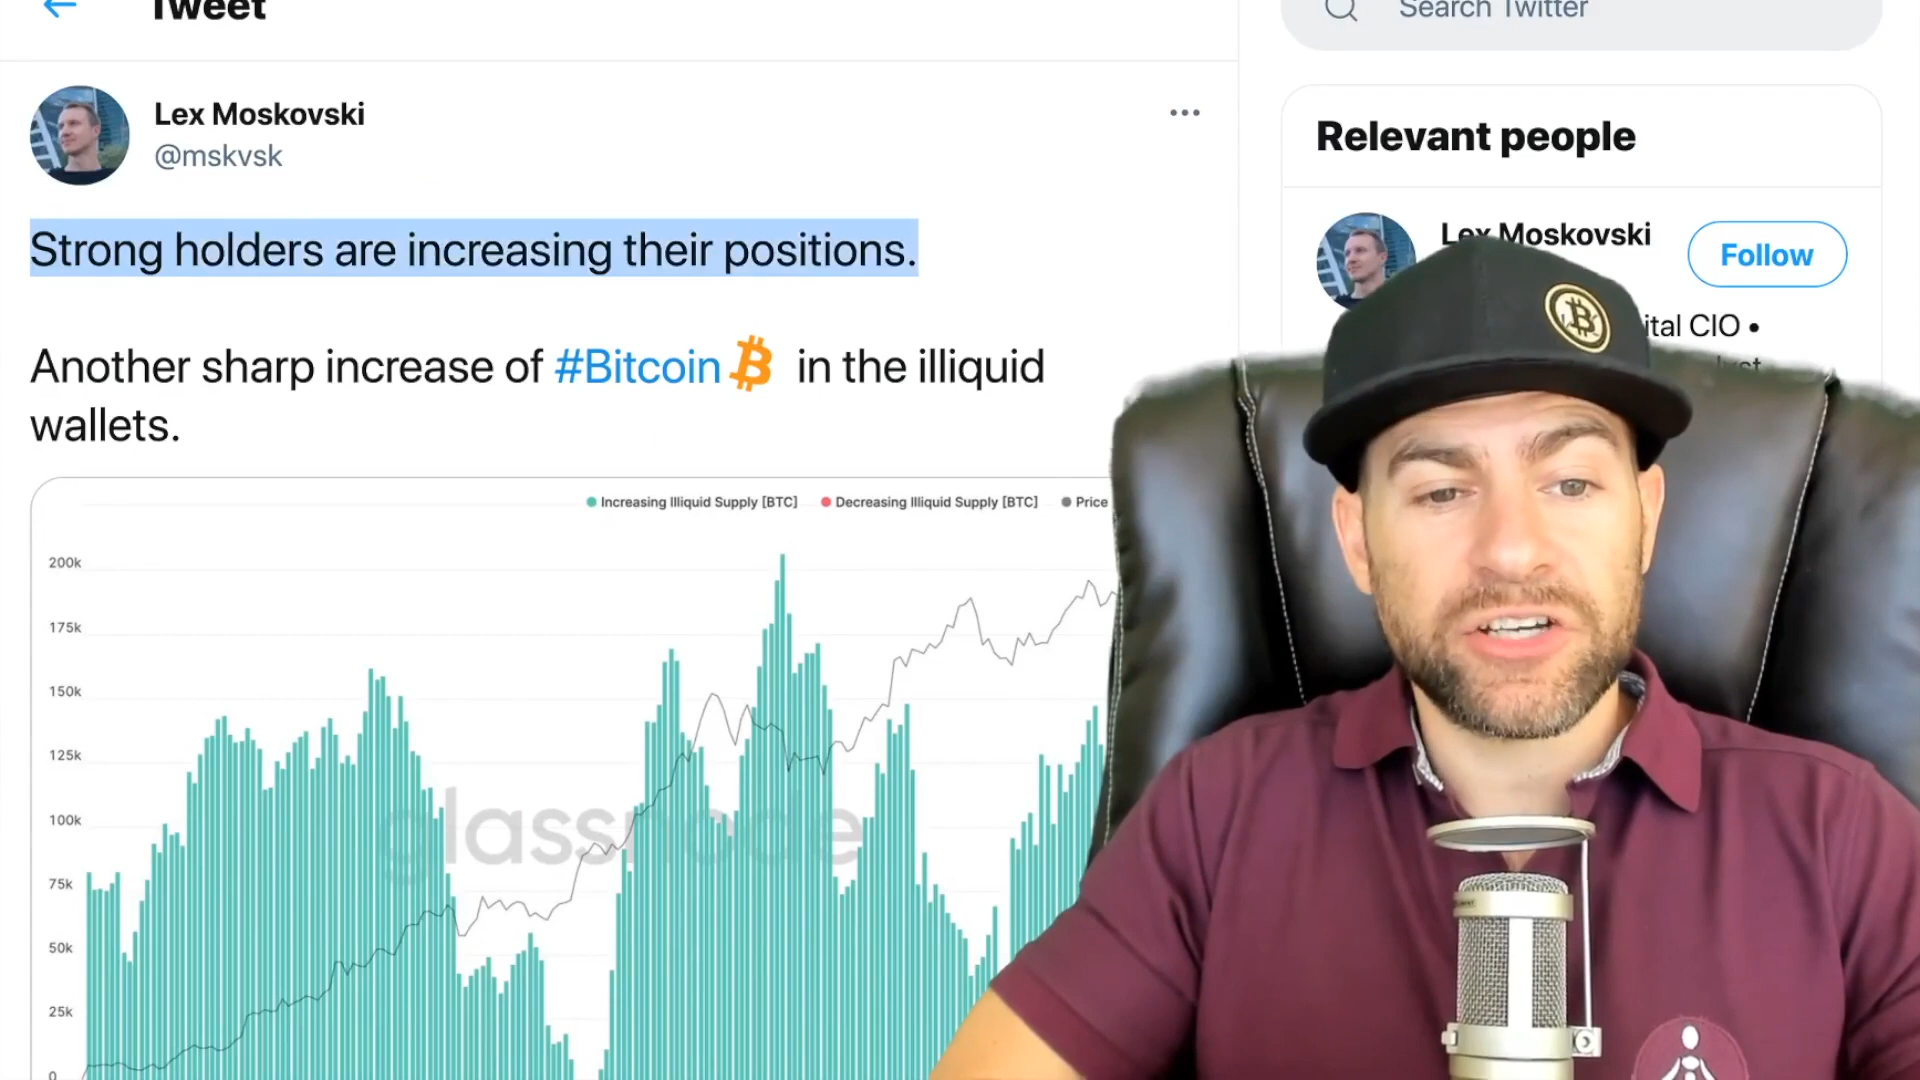 Tweet
Search Twitter
Lex Moskovski
@mskvsk
Relevant people
Strong holders are increasing their positions.
Lex Moskovski
Follow
Another sharp increase of #Bitcoin in the illiquid
wallets.
ital CIO •
Increasing Illiquid Supply [BTC] Decreasing Illiquid Supply [BTC] Price
200k
175k
150k
125k
100k
75k
50k
25k
0
glassnode